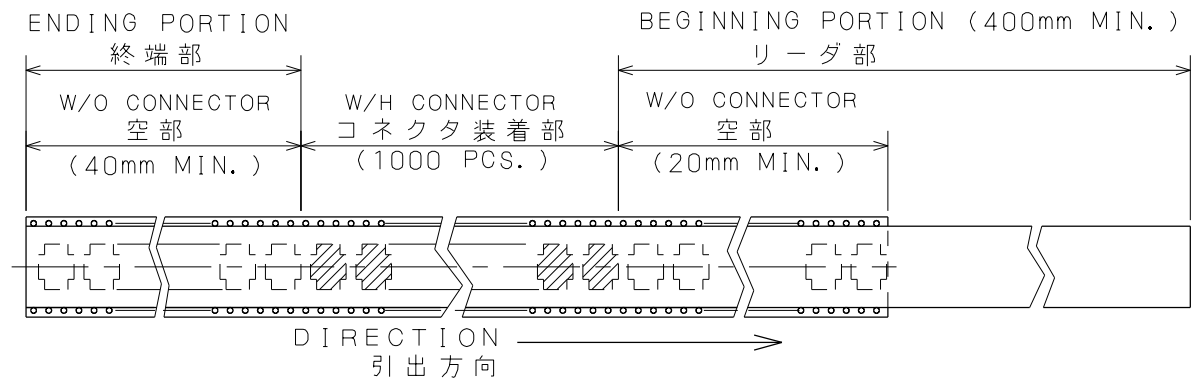 ENDING PORTION
終端部
BEGINNING PORTION (400mm MIN.)
リーダ部
W/O CONNECTOR
空部
(40mm MIN.)
W/H CONNECTOR
コネクタ装着部
(1000 PCS.)
W/O CONNECTOR
空部
(20mm MIN.)
DIRECTION
引出方向